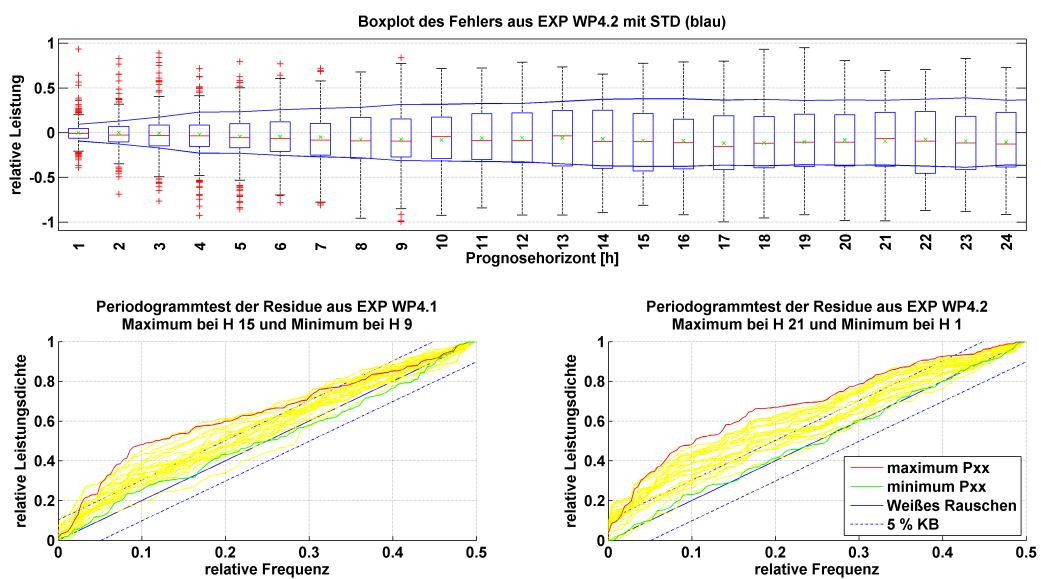 Boxplot des Fehlers aus EXP WP4.2 mit STD (blau)
relative Leistung
1
0.5
0
-0.5
-1
1 2 3 4 5 6 7 8 9 10 11 12 13 14 15 16 17 18 19 20 21 22 23 24
Prognosehorizont [h]
Periodogrammtest der Residue aus EXP WP4.1
Maximum bei H 15 und Minimum bei H 9
relative Leistungsdichte
1
0.8
0.6
0.4
0.2
0
0 0.1 0.2 0.3 0.4 0.5
relative Frequenz
Periodogrammtest der Residue aus EXP WP4.2
Maximum bei H 21 und Minimum bei H 1
relative Leistungsdichte
1
0.8
0.6
0.4
0.2
0
maximum Pxx
minimum Pxx
Weißes Rauschen
5 % KB
0 0.1 0.2 0.3 0.4 0.5
relative Frequenz